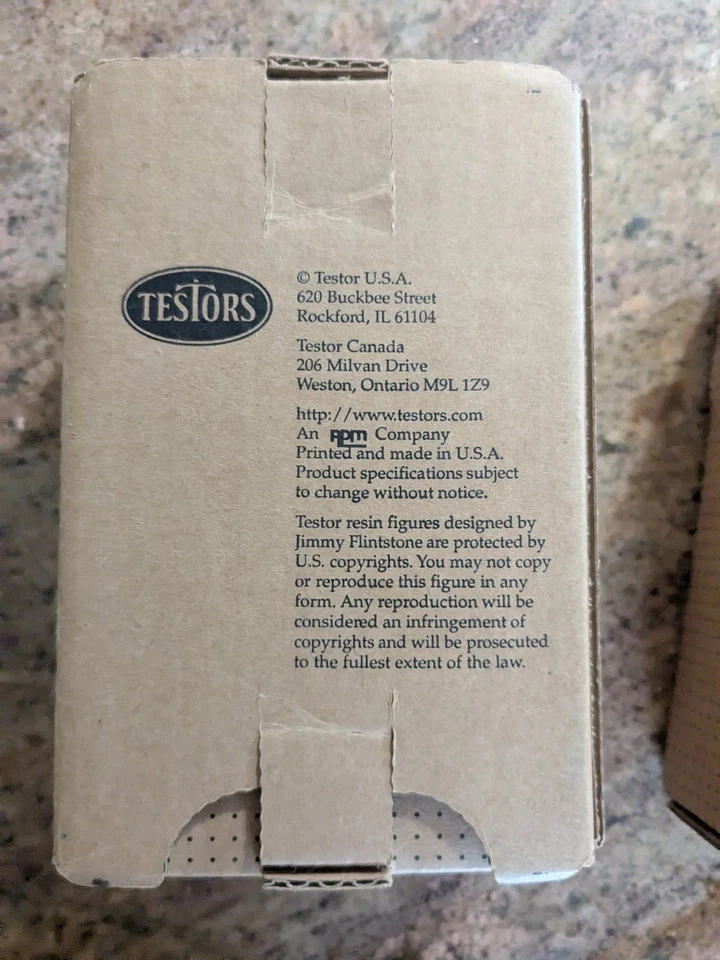 TESTORS
© Testor U.S.A.
620 Buckbee Street
Rockford, IL 61104
Testor Canada
206 Milvan Drive
Weston, Ontario M9L 1Z9
http://www.testors.com
An rpm Company
Printed and made in U.S.A.
Product specifications subject
to change without notice.
Testor resin figures designed by
Jimmy Flintstone are protected by
U.S. copyrights. You may not copy
or reproduce this figure in any
form. Any reproduction will be
considered an infringement of
copyrights and will be prosecuted
to the fullest extent of the law.